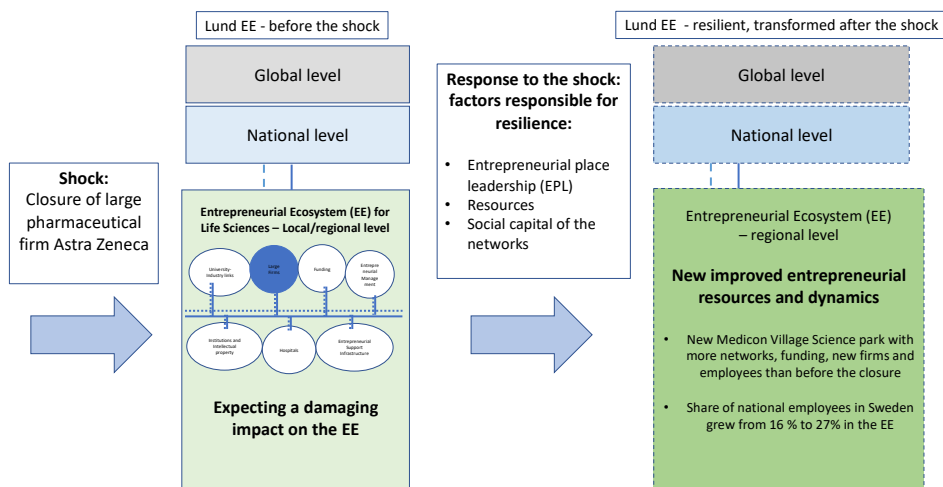 Lund EE - before the shock
Global level
National level
Shock:
Closure of large
pharmaceutical
firm Astra Zeneca
Entrepreneurial Ecosystem (EE) for
Life Sciences – Local/regional level
University-
industry links
Large
Firms
Funding
Entrepre
neurial
Manage
ment
Institutions and
Intellectual
property
Hospitals
Entrepreneurial
Support
Infrastructure
Expecting a damaging
impact on the EE
Response to the shock:
factors responsible for
resilience:
• Entrepreneurial place
leadership (EPL)
• Resources
• Social capital of the
networks
Lund EE - resilient, transformed after the shock
Global level
National level
Entrepreneurial Ecosystem (EE)
– regional level
New improved entrepreneurial
resources and dynamics
• New Medicon Village Science park with
more networks, funding, new firms and
employees than before the closure
• Share of national employees in Sweden
grew from 16 % to 27% in the EE